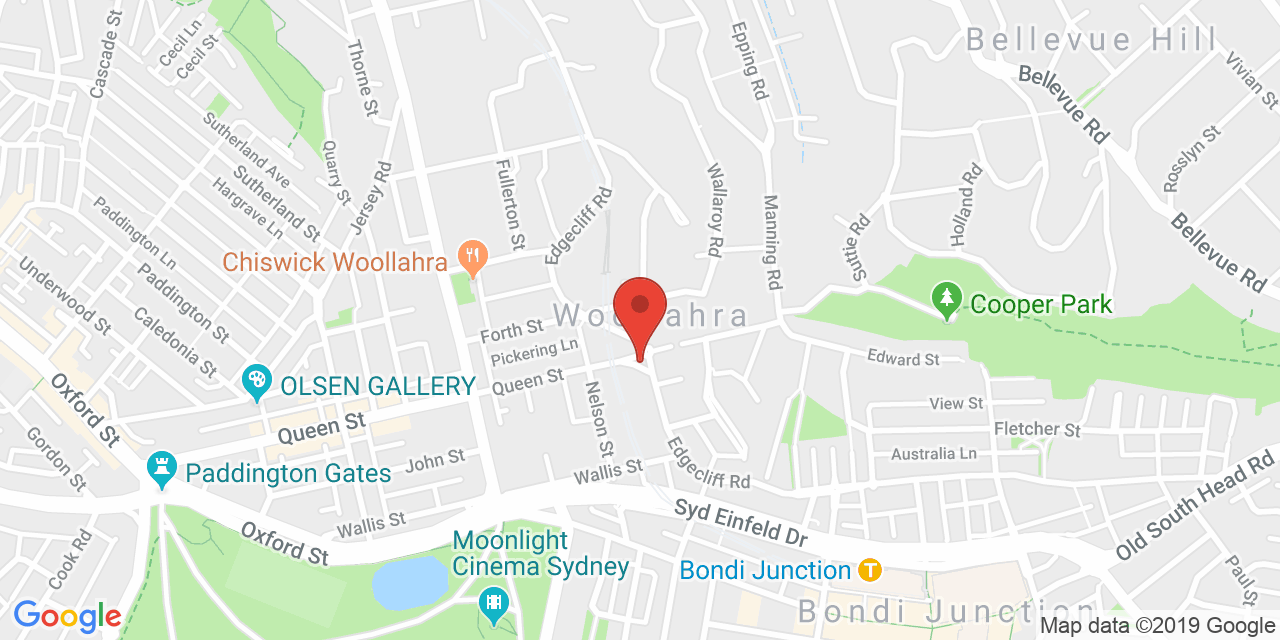 Cascade St
Cecil Ln
Cecil St
Thorne St
Epping Rd
Bellevue Hill
Bellevue Rd
Vivian St
Sutherland Ave
Quarry St
Jersey Rd
Fullerton St
Edgecliff Rd
Wallaroy Rd
Manning Rd
Holland Rd
Rosslyn St
Sutherland St
Hargrave Ln
Paddington Ln
Paddington St
Suttie Rd
Bellevue Rd
Underwood St
Caledonia St
Chiswick Woollahra
Woollahra
Cooper Park
Forth St
Pickering Ln
Queen St
Edward St
OLSEN GALLERY
Oxford St
Nelson St
View St
Queen St
Fletcher St
Gordon St
John St
Australia Ln
Paddington Gates
Wallis St
Edgecliff Rd
Old South Head Rd
Wallis St
Syd Einfeld Dr
Oxford St
Cook Rd
Moonlight
Cinema Sydney
Bondi Junction
Paul St
Bondi Junction
Google
Map data ©2019 Google